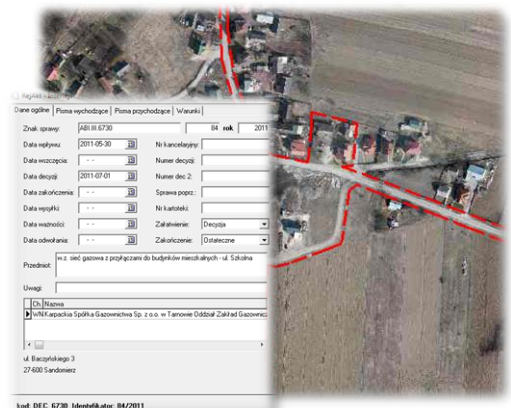 Dane ogólne Pisma wychodzące Pisma przychodzące Warunki
Znak sprawy: ABI.III.6730 84 rok 2011
Data wpływu: 2011-05-30 Nr kancelaryjny:
Data wszczęcia: - - Numer decyzji:
Data decyzji: 2011-07-01 Numer dec 2:
Data zakończenia: - - Sprawa poprz.:
Data wysyłki: - - Nr kartoteki:
Data ważności: - - Załatwienie: Decyzja
Data odwołania: - - Zakończenie: Ostateczne
Przedmiot: w.z. sieć gazowa z przyłączami do budynków mieszkalnych - ul. Szkolna
Uwagi:
Ch. Nazwa
WN Karpacka Spółka Gazownictwa Sp. z o.o. w Tarnowie Oddział Zakład Gazownicz
ul. Baczyńskiego 3
27-600 Sandomierz
kod: DEC_6730 Identyfikator: 84/2011